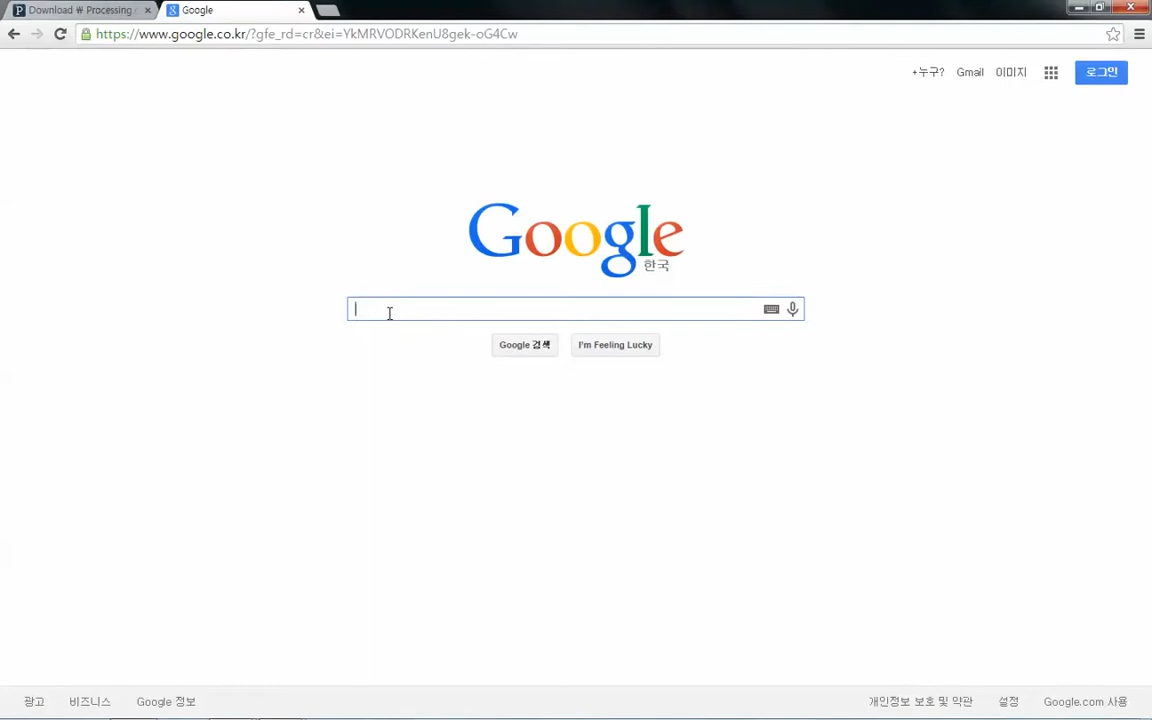 Download ₩ Processing
Google
https://www.google.co.kr/?gfe_rd=cr&ei=YkMRVODRKenU8gek-oG4Cw
+누구? Gmail 이미지 로그인
Google
한국
Google 검색 I'm Feeling Lucky
광고 비즈니스 Google 정보 개인정보 보호 및 약관 설정 Google.com 사용